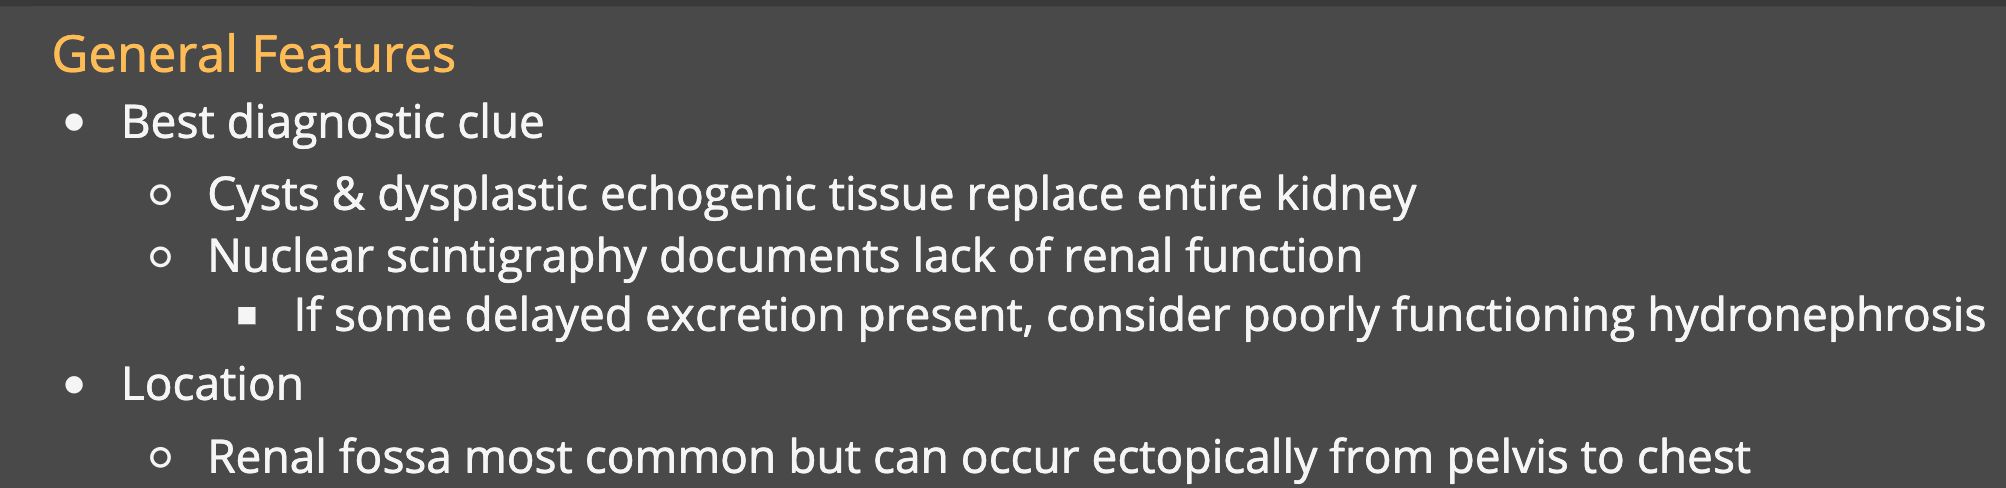 General Features
● Best diagnostic clue
○ Cysts & dysplastic echogenic tissue replace entire kidney
○ Nuclear scintigraphy documents lack of renal function
■ If some delayed excretion present, consider poorly functioning hydronephrosis
● Location
○ Renal fossa most common but can occur ectopically from pelvis to chest